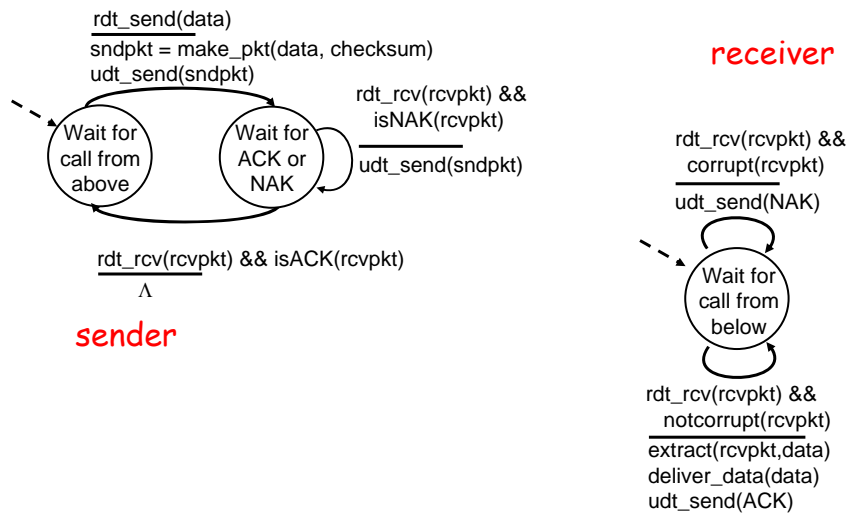 rdt_send(data)
sndpkt = make_pkt(data, checksum)
udt_send(sndpkt)
Wait for
call from
above
Wait for
ACK or
NAK
rdt_rcv(rcvpkt) &&
isNAK(rcvpkt)
udt_send(sndpkt)
rdt_rcv(rcvpkt) && isACK(rcvpkt)
Λ
sender
receiver
rdt_rcv(rcvpkt) &&
corrupt(rcvpkt)
udt_send(NAK)
Wait for
call from
below
rdt_rcv(rcvpkt) &&
notcorrupt(rcvpkt)
extract(rcvpkt,data)
deliver_data(data)
udt_send(ACK)